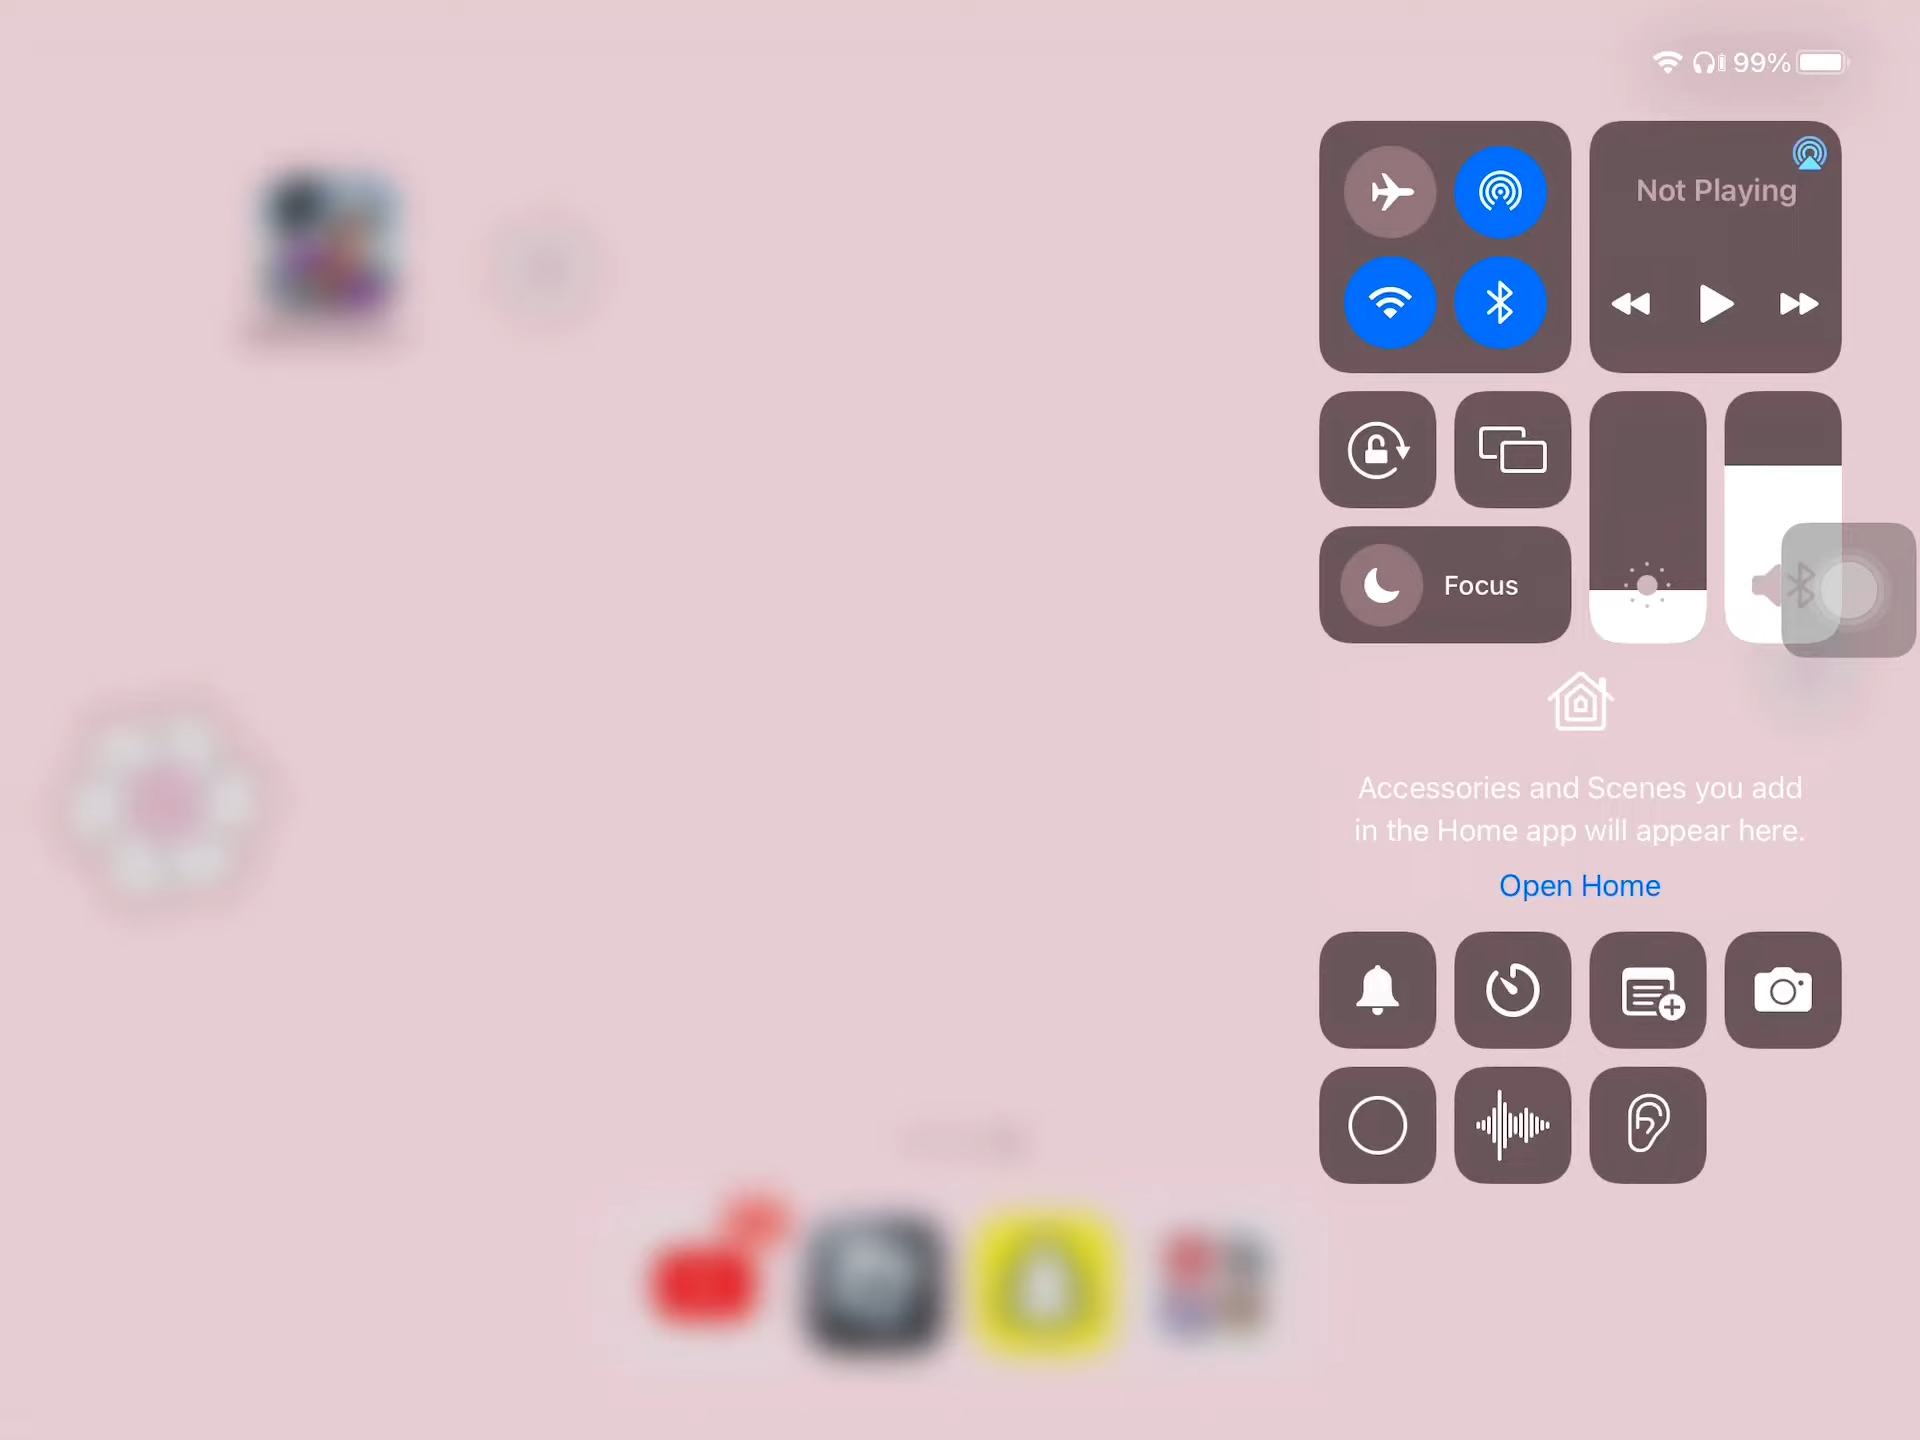 99%
Not Playing
Focus
Accessories and Scenes you add
in the Home app will appear here.
Open Home